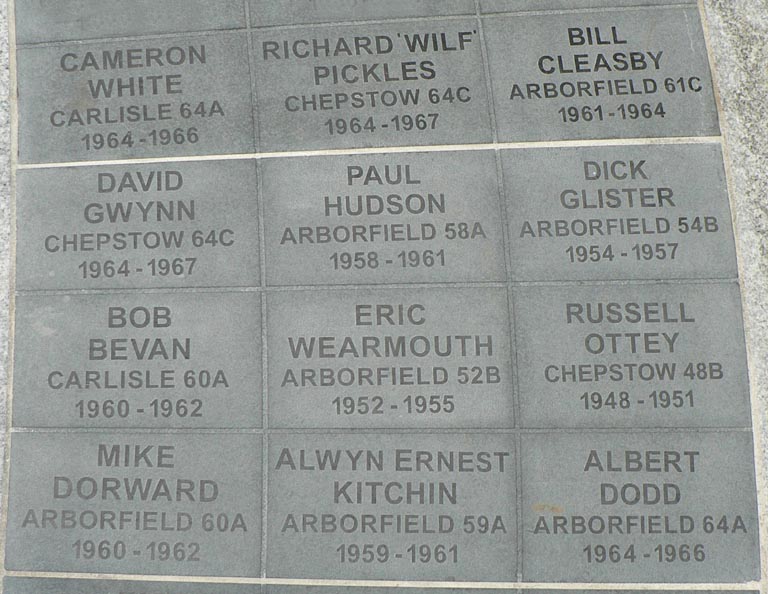 CAMERON
WHITE
CARLISLE 64A
1964 - 1966
RICHARD 'WILF'
PICKLES
CHEPSTOW 64C
1964 - 1967
BILL
CLEASBY
ARBORFIELD 61C
1961 - 1964
DAVID
GWYNN
CHEPSTOW 64C
1964 - 1967
PAUL
HUDSON
ARBORFIELD 58A
1958 - 1961
DICK
GLISTER
ARBORFIELD 54B
1954 - 1957
BOB
BEVAN
CARLISLE 60A
1960 - 1962
ERIC
WEARMOUTH
ARBORFIELD 52B
1952 - 1955
RUSSELL
OTTEY
CHEPSTOW 48B
1948 - 1951
MIKE
DORWARD
ARBORFIELD 60A
1960 - 1962
ALWYN ERNEST
KITCHIN
ARBORFIELD 59A
1959 - 1961
ALBERT
DODD
ARBORFIELD 64A
1964 - 1966